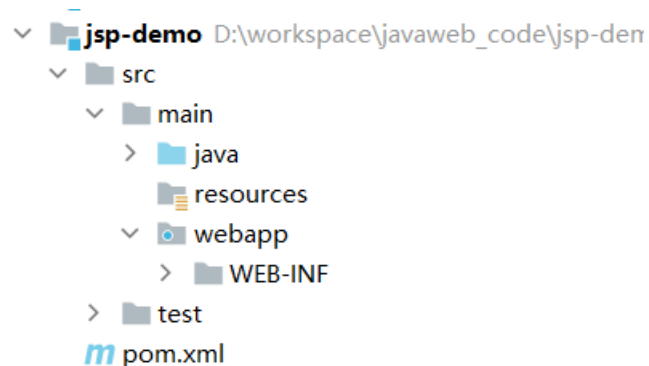 jsp-demo D:\workspace\javaweb_code\jsp-dem
src
main
java
resources
webapp
WEB-INF
test
pom.xml